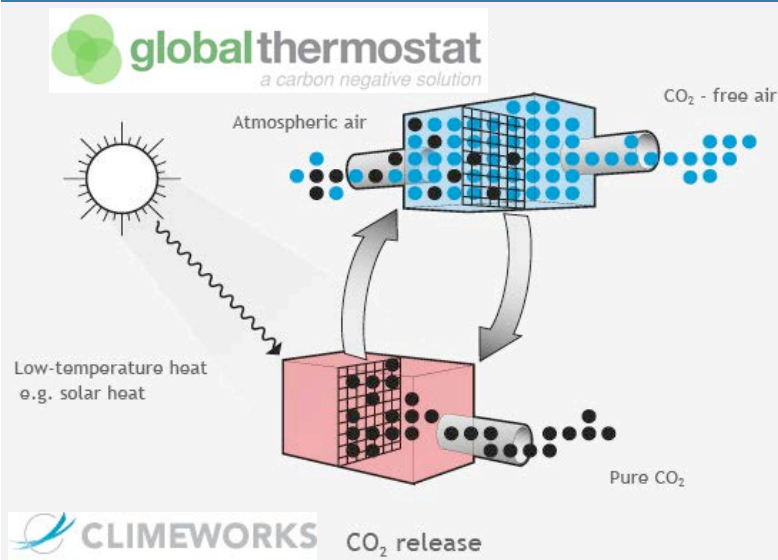 globalthermostat
a carbon negative solution
CO₂ - free air
Atmospheric air
Low-temperature heat
e.g. solar heat
Pure CO₂
CLIMEWORKS
CO₂ release